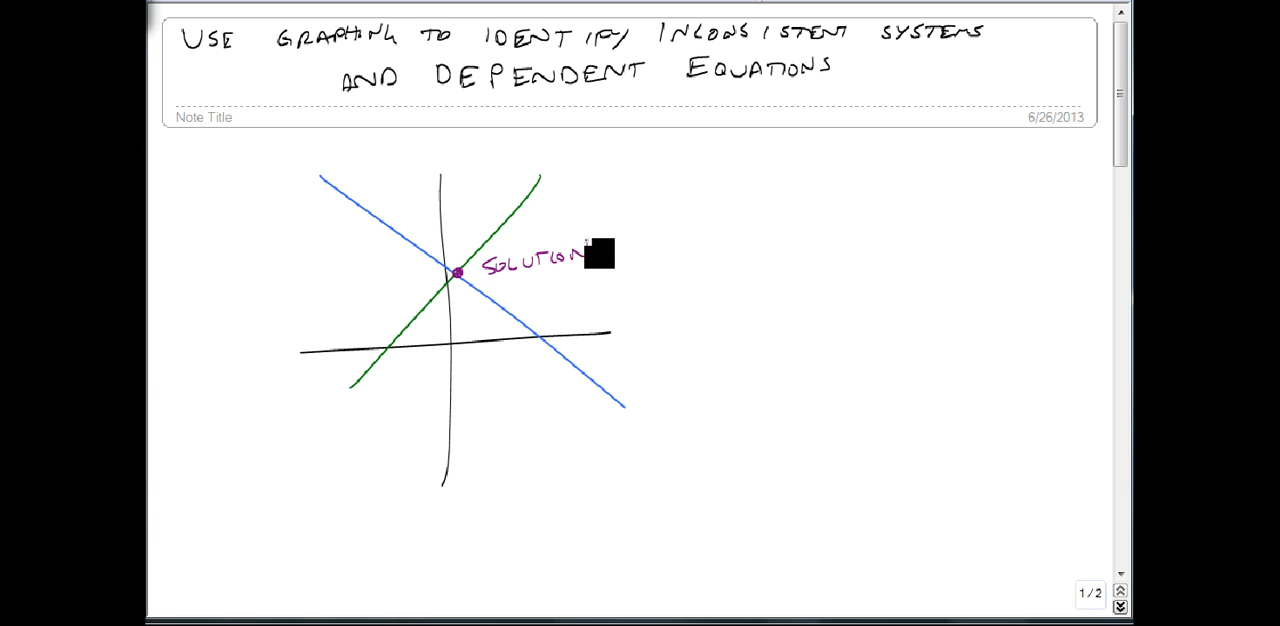 USE GRAPHING TO IDENTIFY INCONSISTENT SYSTEMS
AND DEPENDENT EQUATIONS
Note Title
6/26/2013
SOLUTION
1 / 2